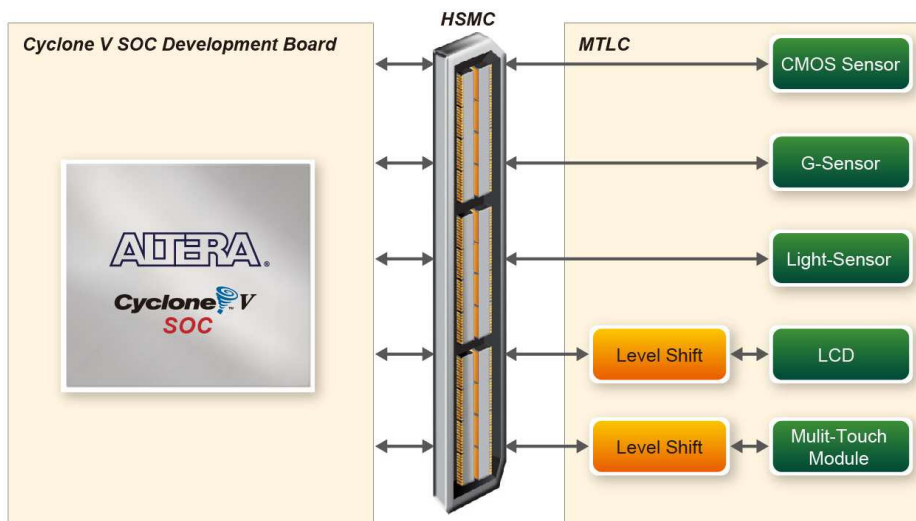 HSMC
Cyclone V SOC Development Board
MTLC
CMOS Sensor
G-Sensor
ALTERA®
Light-Sensor
Cyclone™ V
SOC
Level Shift
LCD
Level Shift
Mulit-Touch
Module